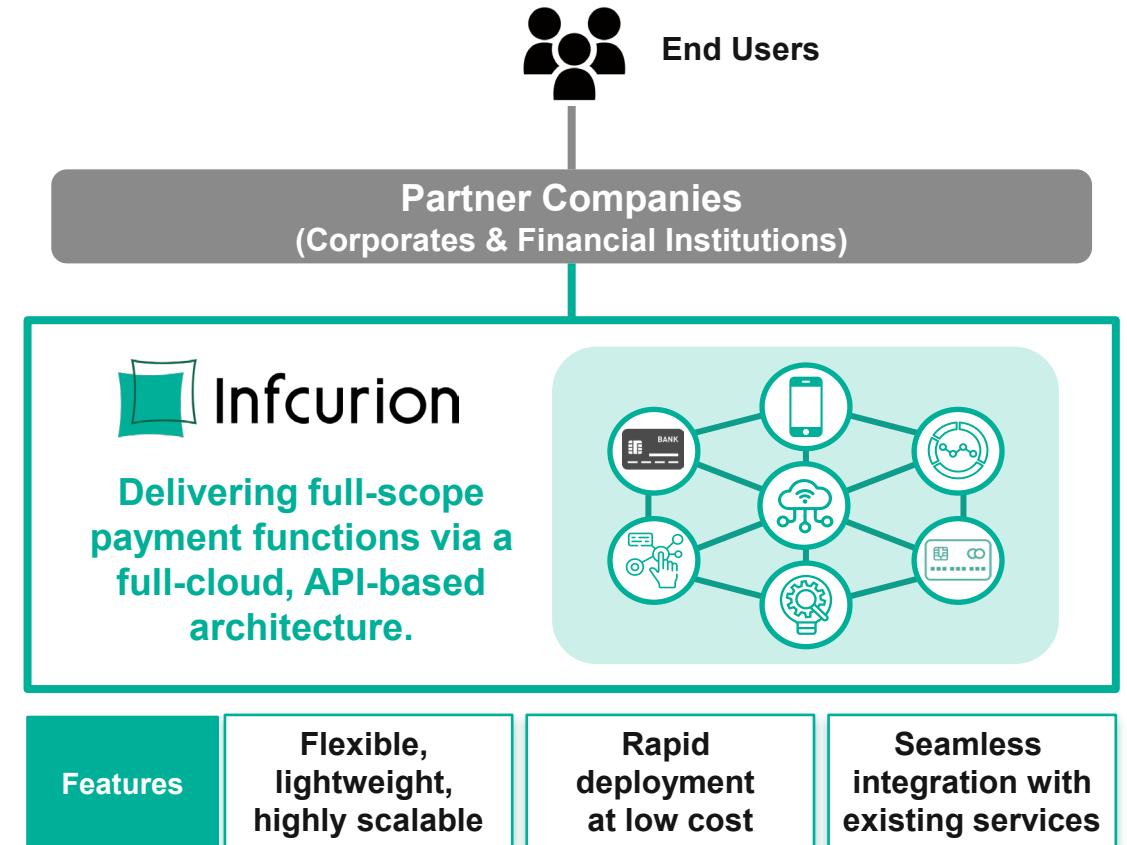 End Users
Partner Companies
(Corporates & Financial Institutions)
Infcurion
BANK
Delivering full-scope
payment functions via a
full-cloud, API-based
architecture.
Features
Flexible,
lightweight,
highly scalable
Rapid
deployment
at low cost
Seamless
integration with
existing services